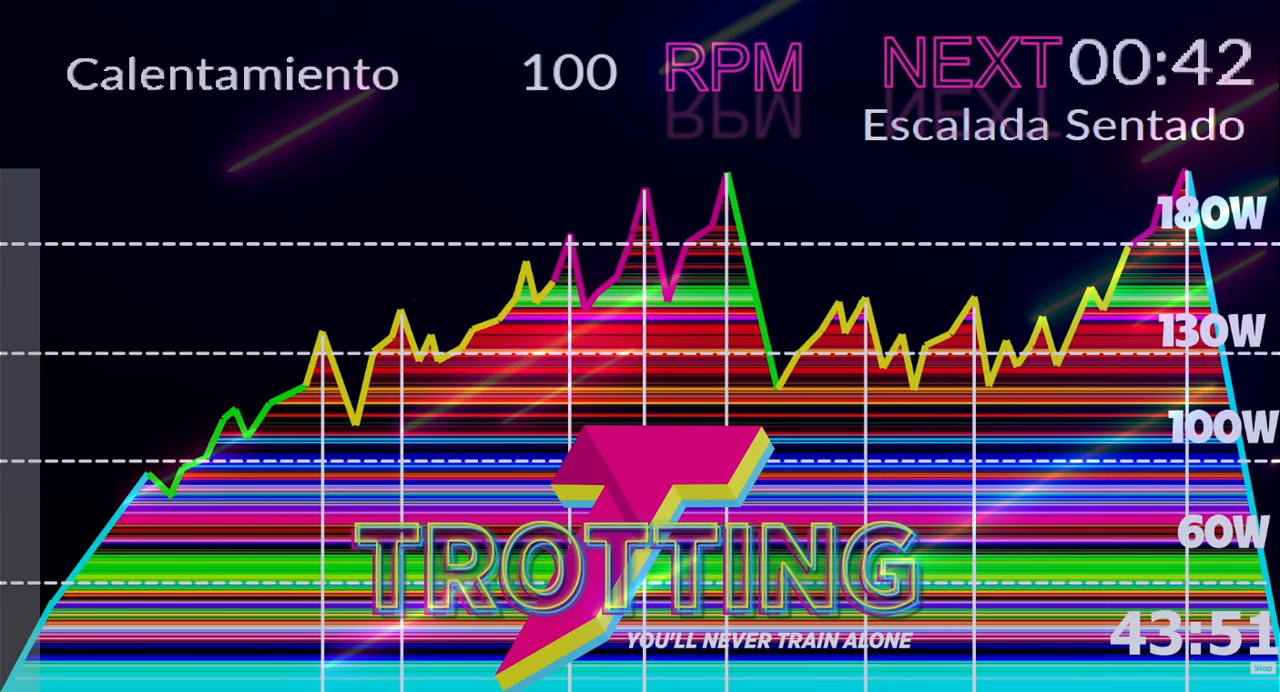 Calentamiento 100 RPM NEXT 00:42
Escalada Sentado
180W
130W
100W
60W
TROTTING
YOU'LL NEVER TRAIN ALONE
43:51
Stop